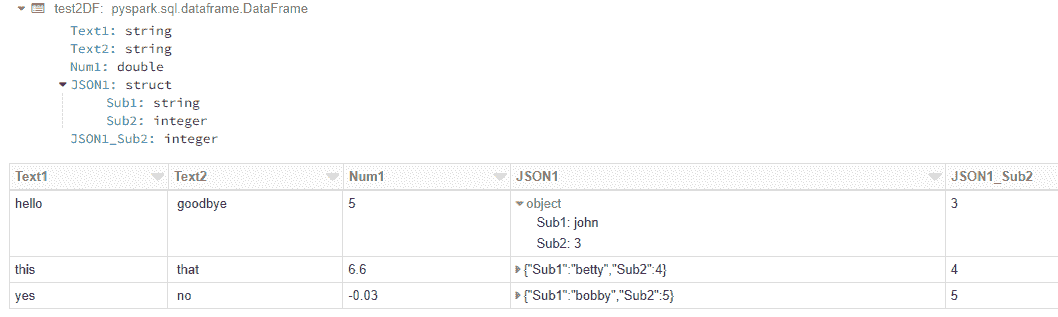 test2DF: pyspark.sql.dataframe.DataFrame
Text1: string
Text2: string
Num1: double
JSON1: struct
Sub1: string
Sub2: integer
JSON1_Sub2: integer
Text1 Text2 Num1 JSON1 JSON1_Sub2
hello goodbye 5 object 3
Sub1: john
Sub2: 3
this that 6.6 {"Sub1":"betty","Sub2":4} 4
yes no -0.03 {"Sub1":"bobby","Sub2":5} 5